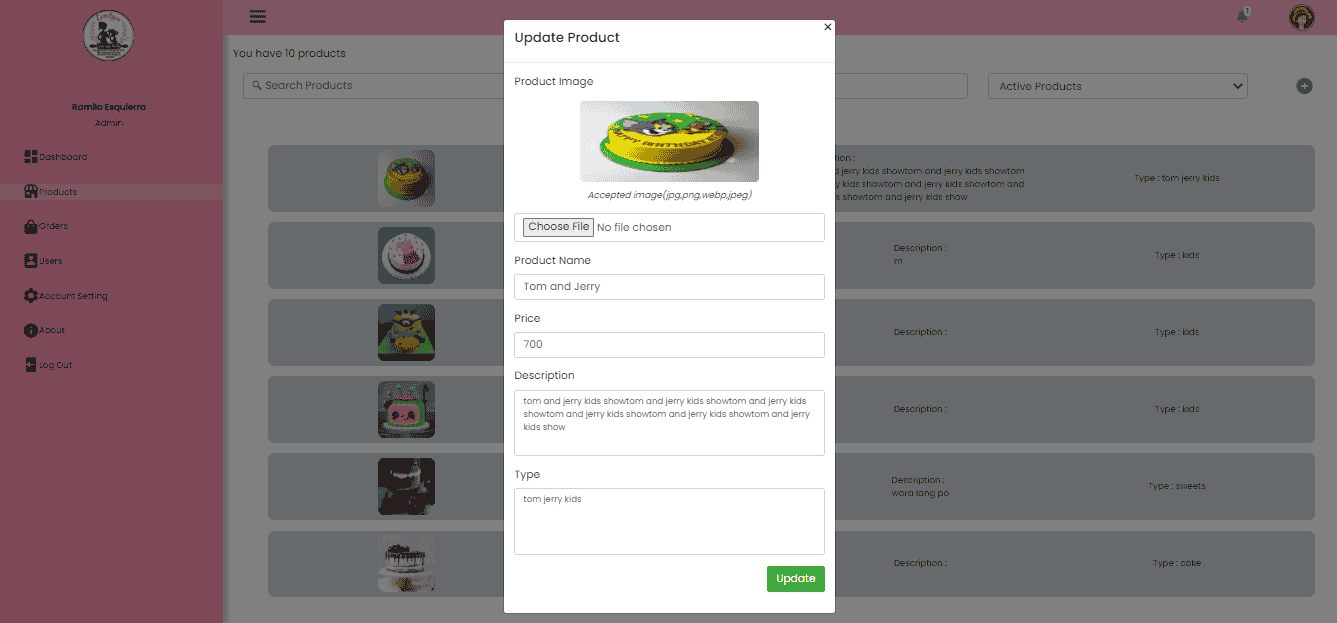 Ramilo Esquierra
Admin
Dashboard
Products
Orders
Users
Account Setting
About
Log Out
1
You have 10 products
Search Products
Active Products
Update Product
×
Product Image
HAPPY BIRTHDAY
Accepted image(jpg,png,webp,jpeg)
Choose File No file chosen
Product Name
Tom and Jerry
Price
700
Description
tom and jerry kids showtom and jerry kids showtom and jerry kids
showtom and jerry kids showtom and jerry kids showtom and jerry
kids show
Type
tom jerry kids
Update
tion :
d jerry kids showtom and jerry kids showtom
y kids showtom and jerry kids showtom and
s showtom and jerry kids show
Type : tom jerry kids
Description :
m
Type : kids
Description :
Type : kids
Description :
Type : kids
Description :
wara lang po
Type : sweets
Description :
Type : cake